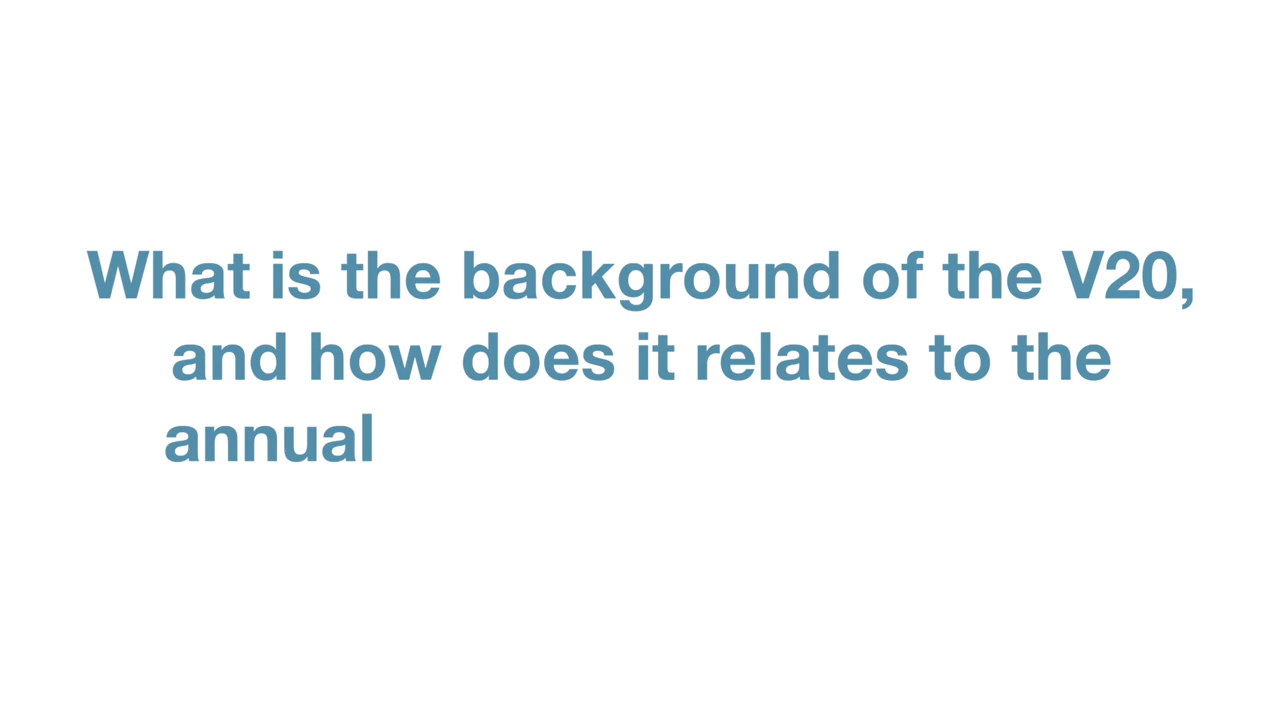 What is the background of the V20,
and how does it relates to the
annual